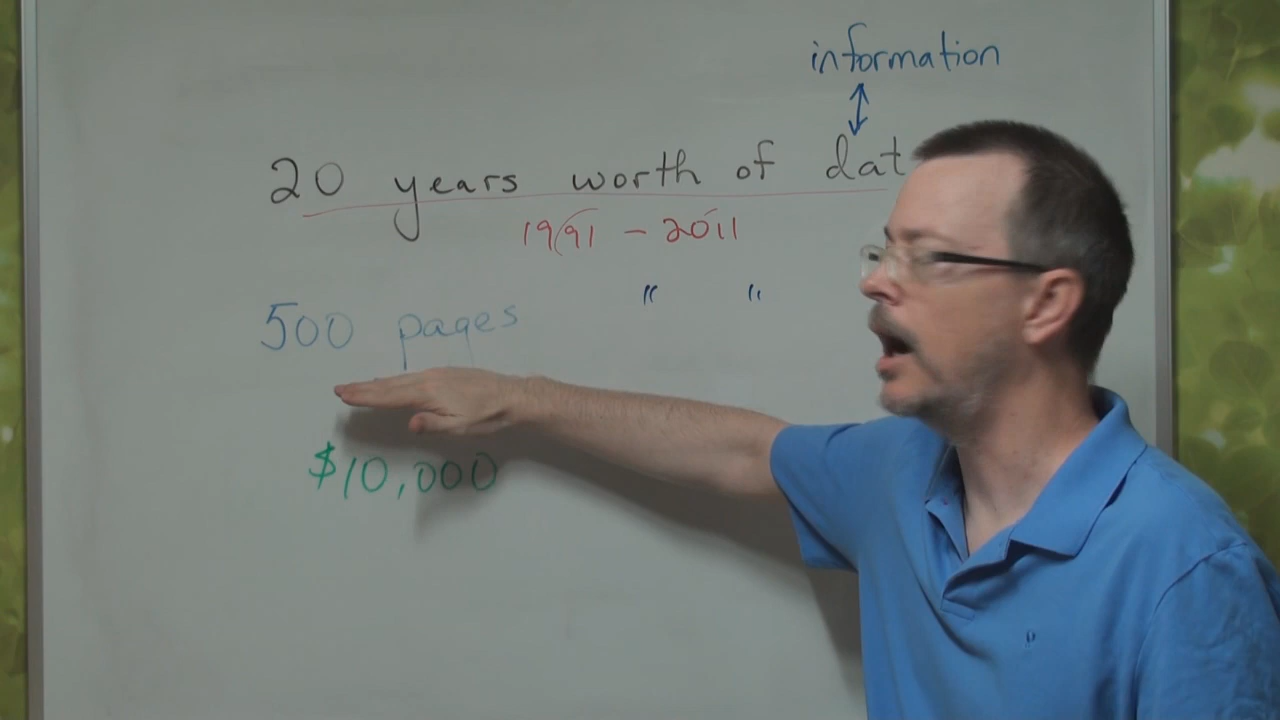 information
20 years worth of dat
1991 - 2011
" "
500 pages
$10,000